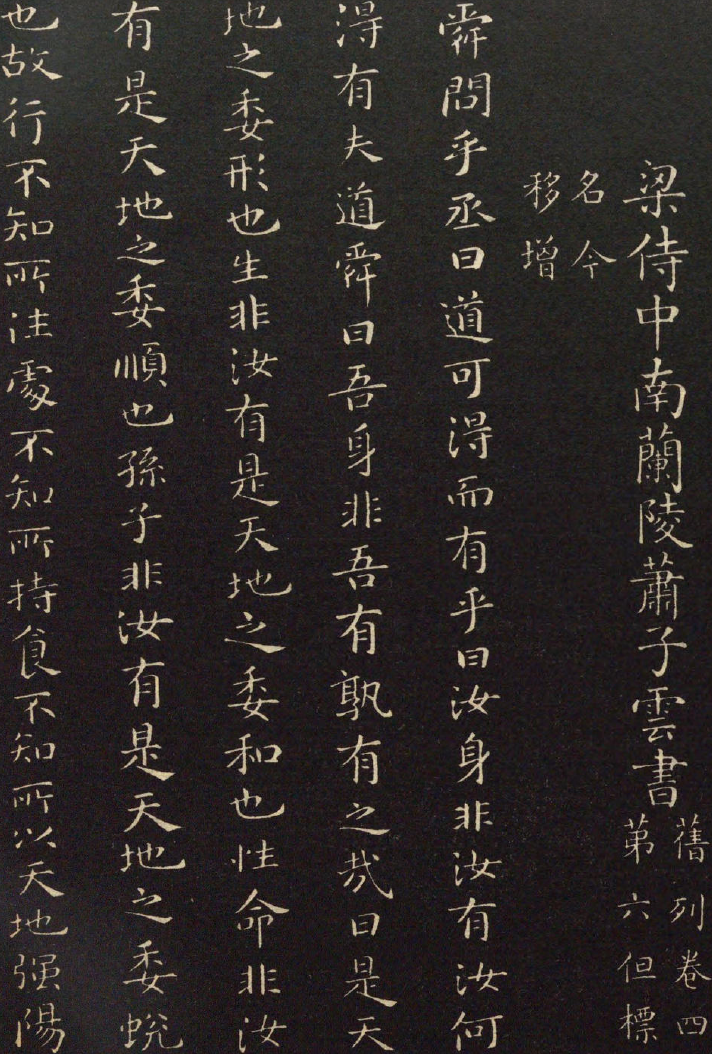 梁侍中南蘭陵蕭子雲書
舊列卷四
第六但標
名今
移增
舜問乎丞曰道可得而有乎曰汝身非汝有汝何
得有夫道舜曰吾身非吾有孰有之哉曰是天
地之委形也生非汝有是天地之委和也性命非汝
有是天地之委順也孫子非汝有是天地之委蛻
也故行不知所往處不知所持食不知所以天地强陽